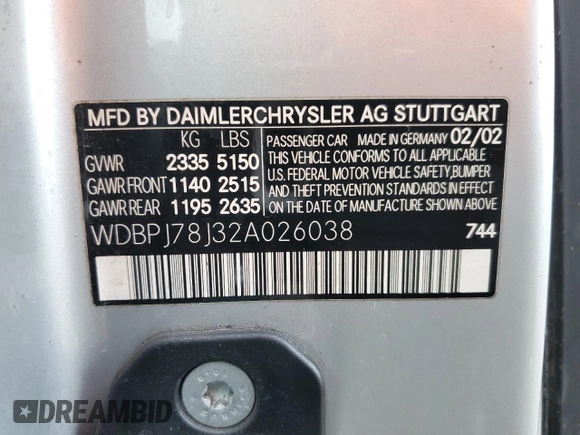 MFD BY DAIMLERCHRYSLER AG STUTTGART
KG LBS
GVWR 2335 5150
GAWR FRONT 1140 2515
GAWR REAR 1195 2635
PASSENGER CAR MADE IN GERMANY 02/02
THIS VEHICLE CONFORMS TO ALL APPLICABLE
U.S. FEDERAL MOTOR VEHICLE SAFETY,BUMPER
AND THEFT PREVENTION STANDARDS IN EFFECT
ON THE DATE OF MANUFACTURE SHOWN ABOVE
WDBPJ78J32A026038 744
DREAMBID